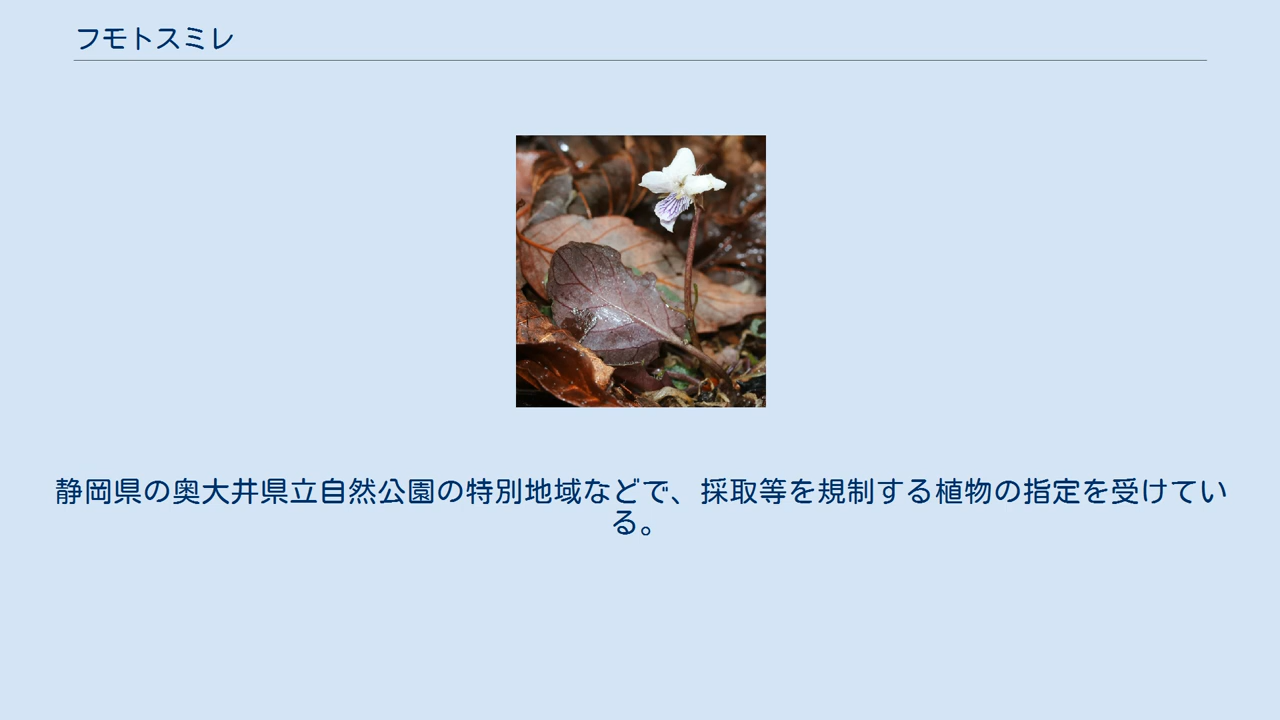 フモトスミレ
静岡県の奥大井県立自然公園の特別地域などで、採取等を規制する植物の指定を受けてい
る。